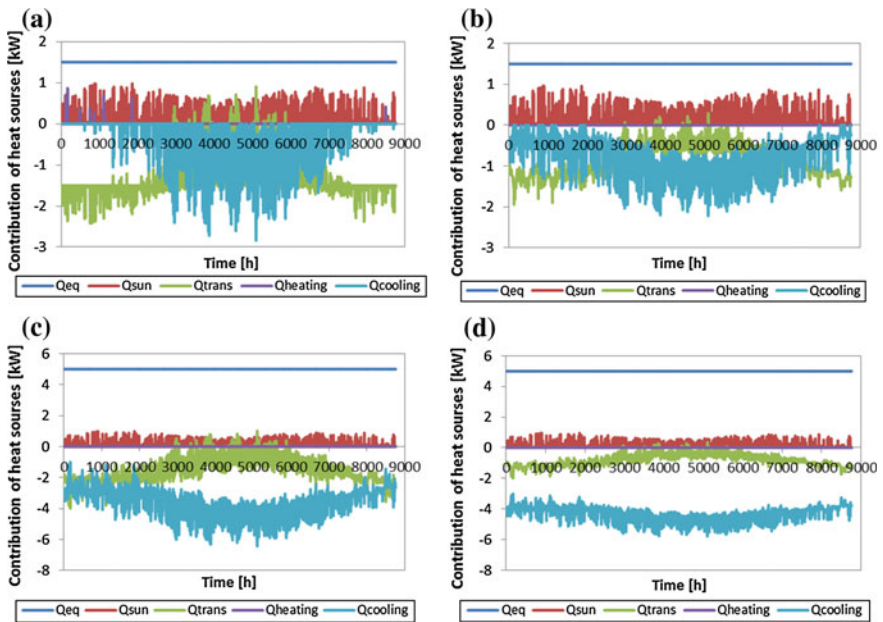 (a)
Contribution of heat sourses [kW]
2
1
0
-1
-2
-3
0 1000 2000 3000 4000 5000 6000 7000 8000 9000
Time [h]
Qeq Qsun Qtrans Qheating Qcooling
(b)
Contribution of heat sourses [kW]
2
1
0
-1
-2
-3
0 1000 2000 3000 4000 5000 6000 7000 8000 9000
Time [h]
Qeq Qsun Qtrans Qheating Qcooling
(c)
Contribution of heat sourses [kW]
6
4
2
0
-2
-4
-6
-8
0 1000 2000 3000 4000 5000 6000 7000 8000 9000
Time [h]
Qeq Qsun Qtrans Qheating Qcooling
(d)
Contribution of heat sourses [kW]
6
4
2
0
-2
-4
-6
-8
0 1000 2000 3000 4000 5000 6000 7000 8000 9000
Time [h]
Qeq Qsun Qtrans Qheating Qcooling